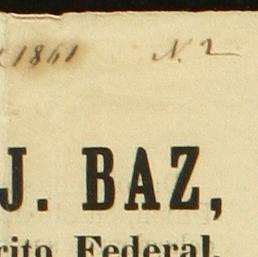 1861 N. 2
J. BAZ,
rito Federal,